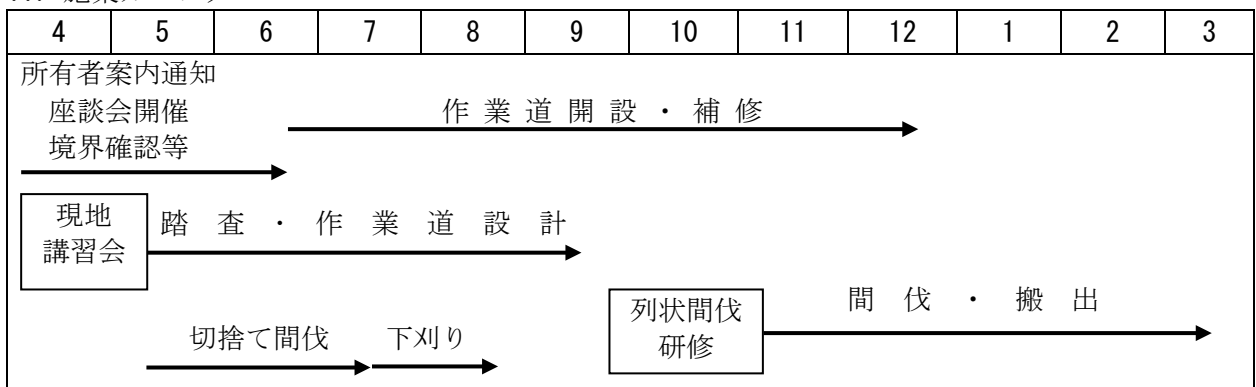 4 5 6 7 8 9 10 11 12 1 2 3
所有者案内通知
座談会開催
境界確認等
作業道開設・補修
現地
講習会
踏査・作業道設計
列状間伐
研修
間伐・搬出
切捨て間伐
下刈り